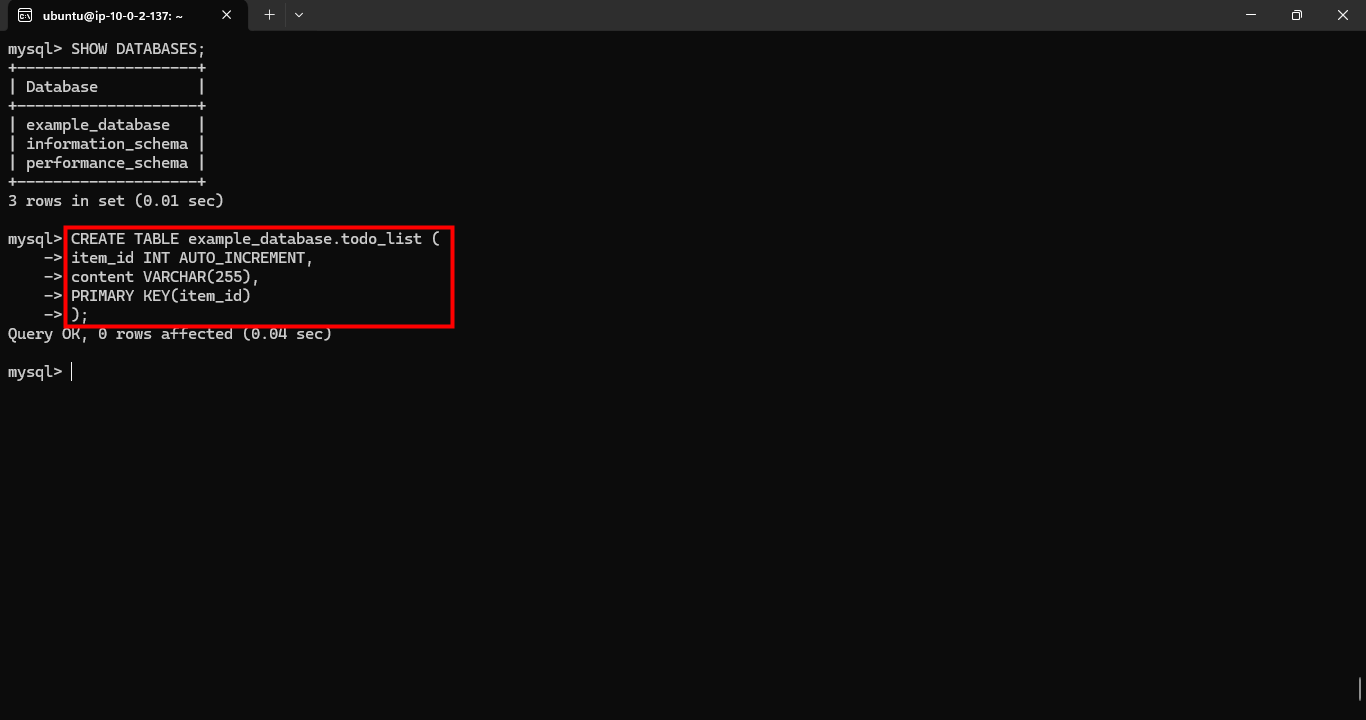 ubuntu@ip-10-0-2-137: ~
mysql> SHOW DATABASES;
+--------------------+
| Database           |
+--------------------+
| example_database   |
| information_schema |
| performance_schema |
+--------------------+
3 rows in set (0.01 sec)
mysql> CREATE TABLE example_database.todo_list (
    -> item_id INT AUTO_INCREMENT,
    -> content VARCHAR(255),
    -> PRIMARY KEY(item_id)
    -> );
Query OK, 0 rows affected (0.04 sec)
mysql>